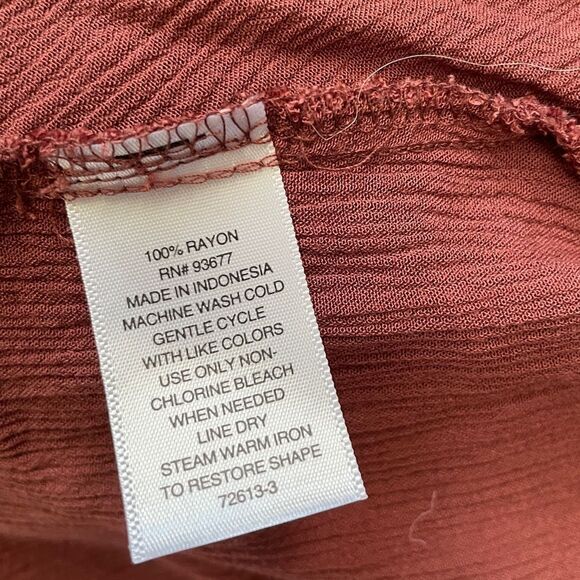 100% RAYON
RN# 93677
MADE IN INDONESIA
MACHINE WASH COLD
GENTLE CYCLE
WITH LIKE COLORS
USE ONLY NON-
CHLORINE BLEACH
WHEN NEEDED
LINE DRY
STEAM WARM IRON
TO RESTORE SHAPE
72613-3